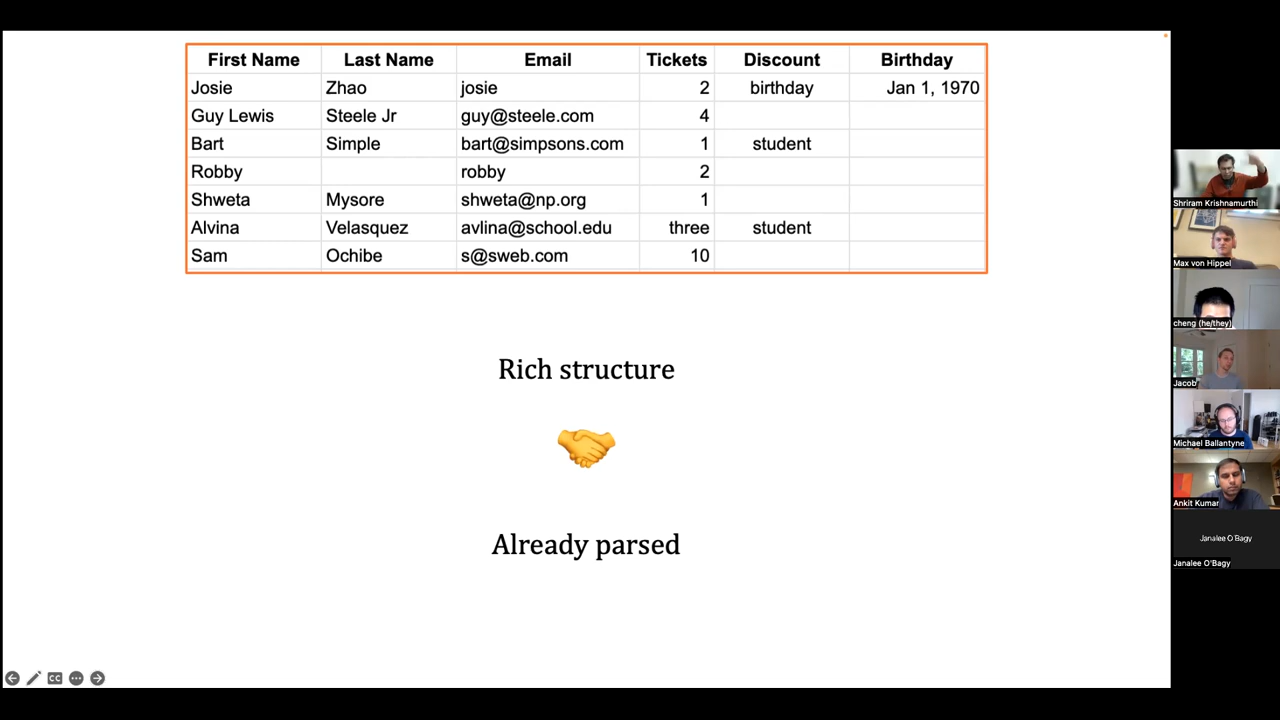 First Name Last Name Email Tickets Discount Birthday
Josie Zhao josie 2 birthday Jan 1, 1970
Guy Lewis Steele Jr guy@steele.com 4
Bart Simple bart@simpsons.com 1 student
Robby robby 2
Shweta Mysore shweta@np.org 1
Alvina Velasquez avlina@school.edu three student
Sam Ochibe s@sweb.com 10
Rich structure
Already parsed
Shriram Krishnamurthi
Max von Hippel
cheng (he/they)
Jacob
Michael Ballantyne
Ankit Kumar
Janalee O'Bagy
Janalee O'Bagy
CC